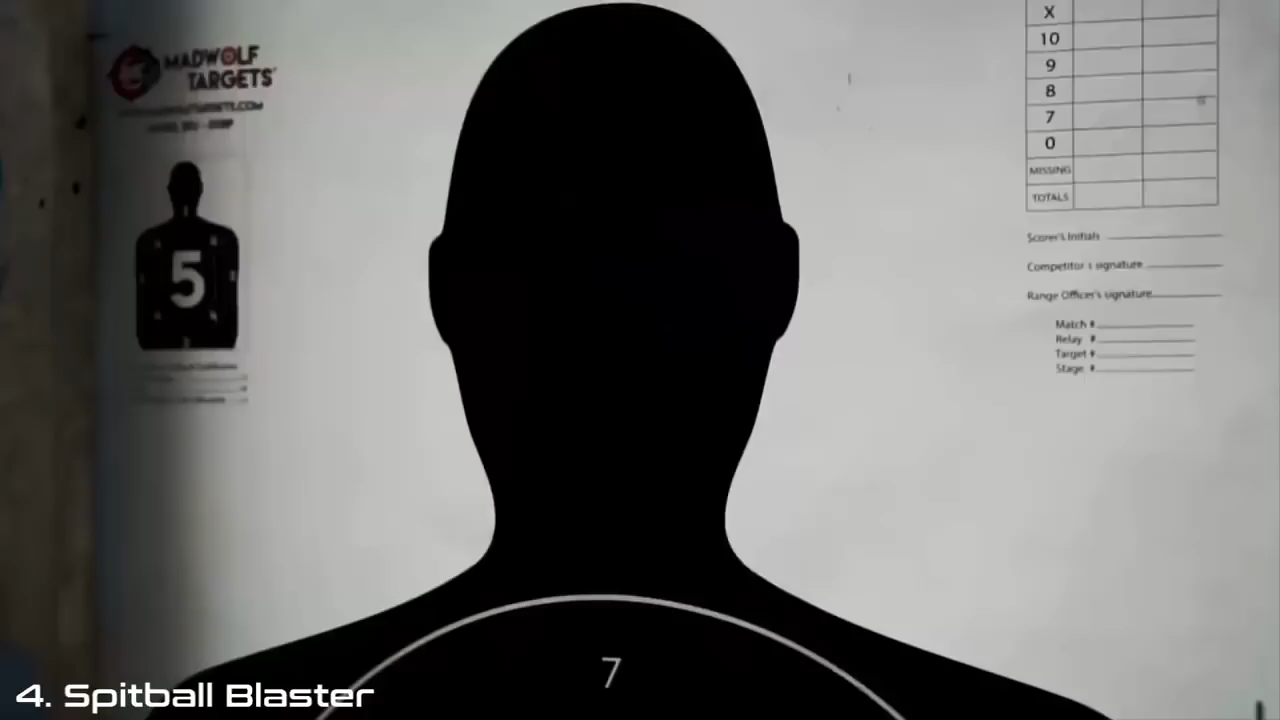 MADWOLF
TARGETS
5
X
10
9
8
7
0
MISSING
TOTALS
Scorer's Initials
Competitor s signature
Range Officer's signature
Match #
Relay #
Target #
Stage #
7
4. Spitball Blaster